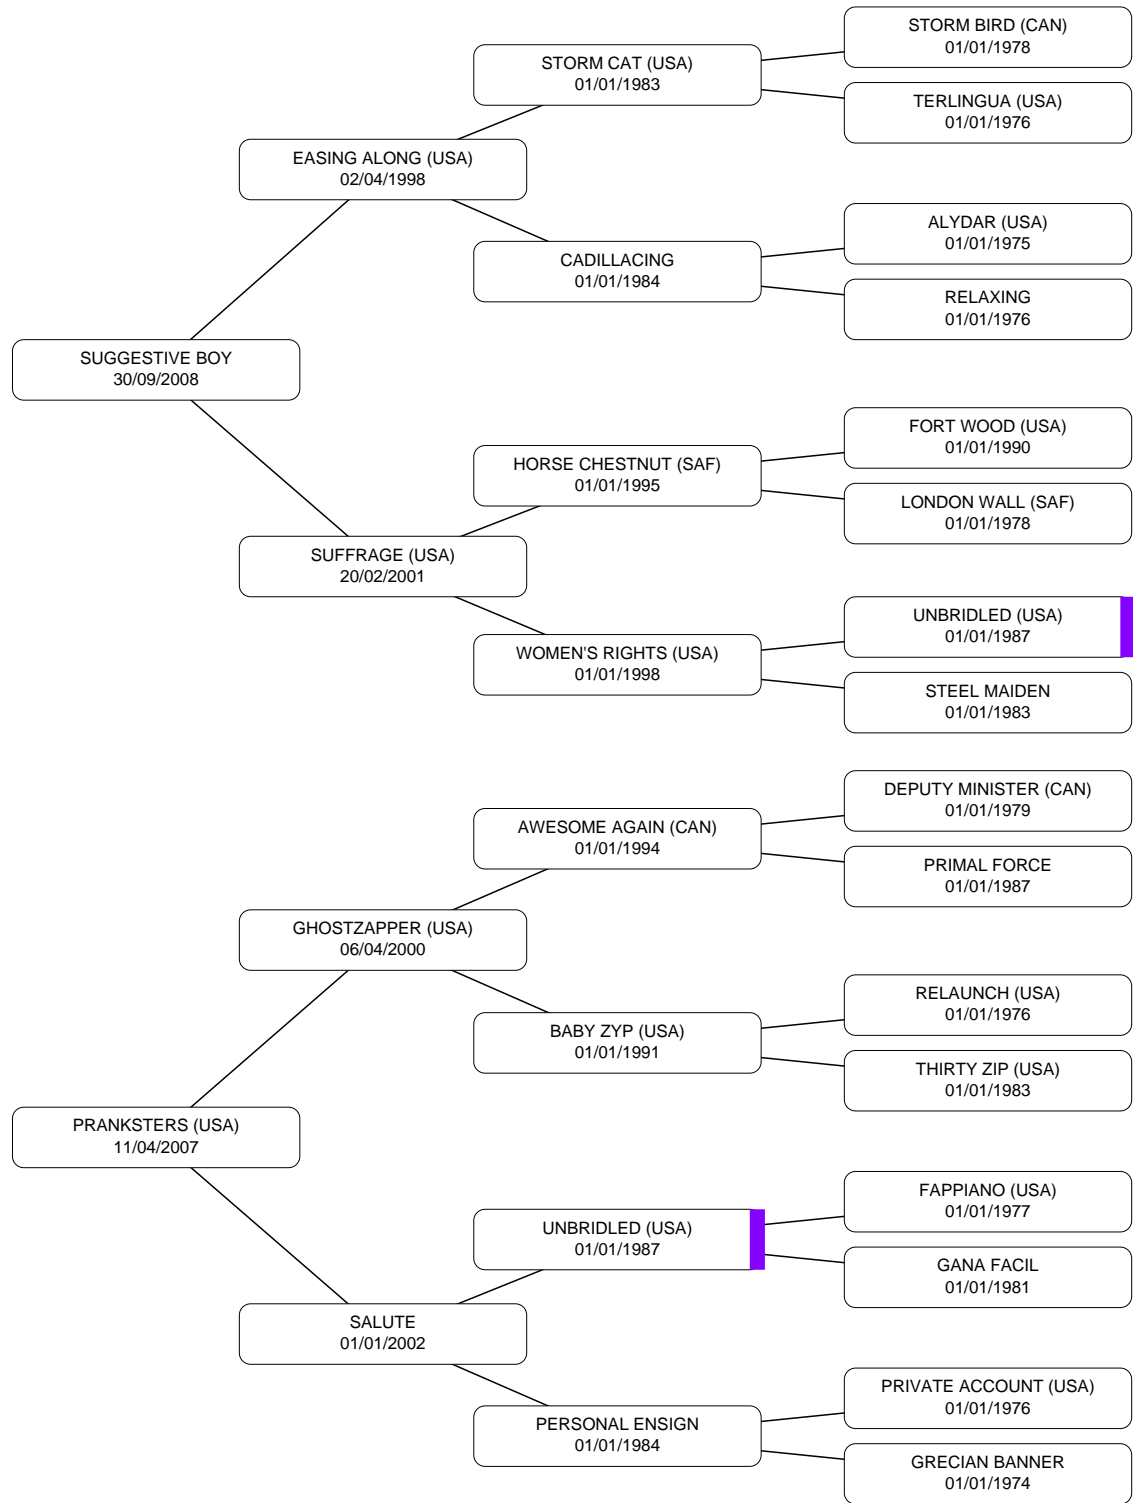 STORM BIRD (CAN)
01/01/1978
STORM CAT (USA)
01/01/1983
TERLINGUA (USA)
01/01/1976
EASING ALONG (USA)
02/04/1998
ALYDAR (USA)
01/01/1975
CADILLACING
01/01/1984
RELAXING
01/01/1976
SUGGESTIVE BOY
30/09/2008
FORT WOOD (USA)
01/01/1990
HORSE CHESTNUT (SAF)
01/01/1995
LONDON WALL (SAF)
01/01/1978
SUFFRAGE (USA)
20/02/2001
UNBRIDLED (USA)
01/01/1987
WOMEN'S RIGHTS (USA)
01/01/1998
STEEL MAIDEN
01/01/1983
DEPUTY MINISTER (CAN)
01/01/1979
AWESOME AGAIN (CAN)
01/01/1994
PRIMAL FORCE
01/01/1987
GHOSTZAPPER (USA)
06/04/2000
RELAUNCH (USA)
01/01/1976
BABY ZYP (USA)
01/01/1991
THIRTY ZIP (USA)
01/01/1983
PRANKSTERS (USA)
11/04/2007
FAPPIANO (USA)
01/01/1977
UNBRIDLED (USA)
01/01/1987
GANA FACIL
01/01/1981
SALUTE
01/01/2002
PRIVATE ACCOUNT (USA)
01/01/1976
PERSONAL ENSIGN
01/01/1984
GRECIAN BANNER
01/01/1974